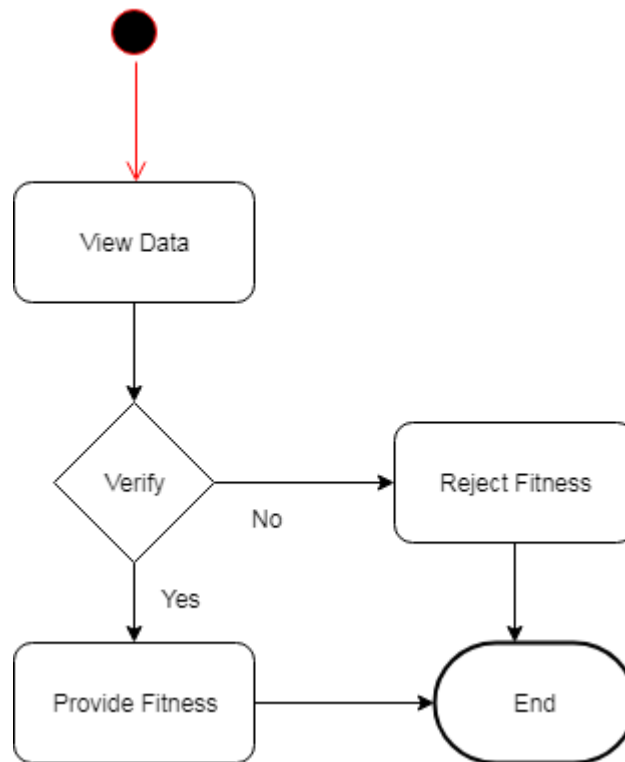 View Data
Verify
Reject Fitness
No
Yes
Provide Fitness
End